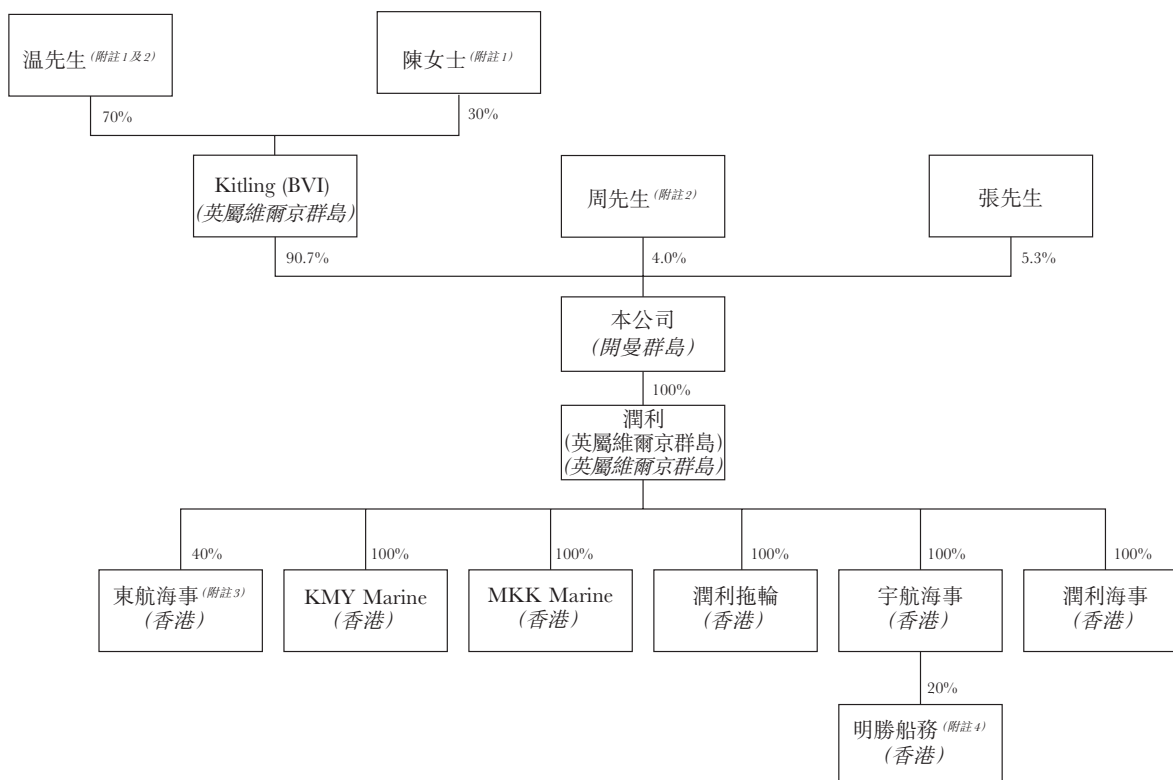 温先生(附註1及2)
陳女士(附註1)
70%
30%
Kitling (BVI)
(英屬維爾京群島)
周先生(附註2)
張先生
90.7%
4.0%
5.3%
本公司
(開曼群島)
100%
潤利
(英屬維爾京群島)
(英屬維爾京群島)
40%
100%
100%
100%
100%
100%
東航海事(附註3)
(香港)
KMY Marine
(香港)
MKK Marine
(香港)
潤利拖輪
(香港)
宇航海事
(香港)
潤利海事
(香港)
20%
明勝船務(附註4)
(香港)